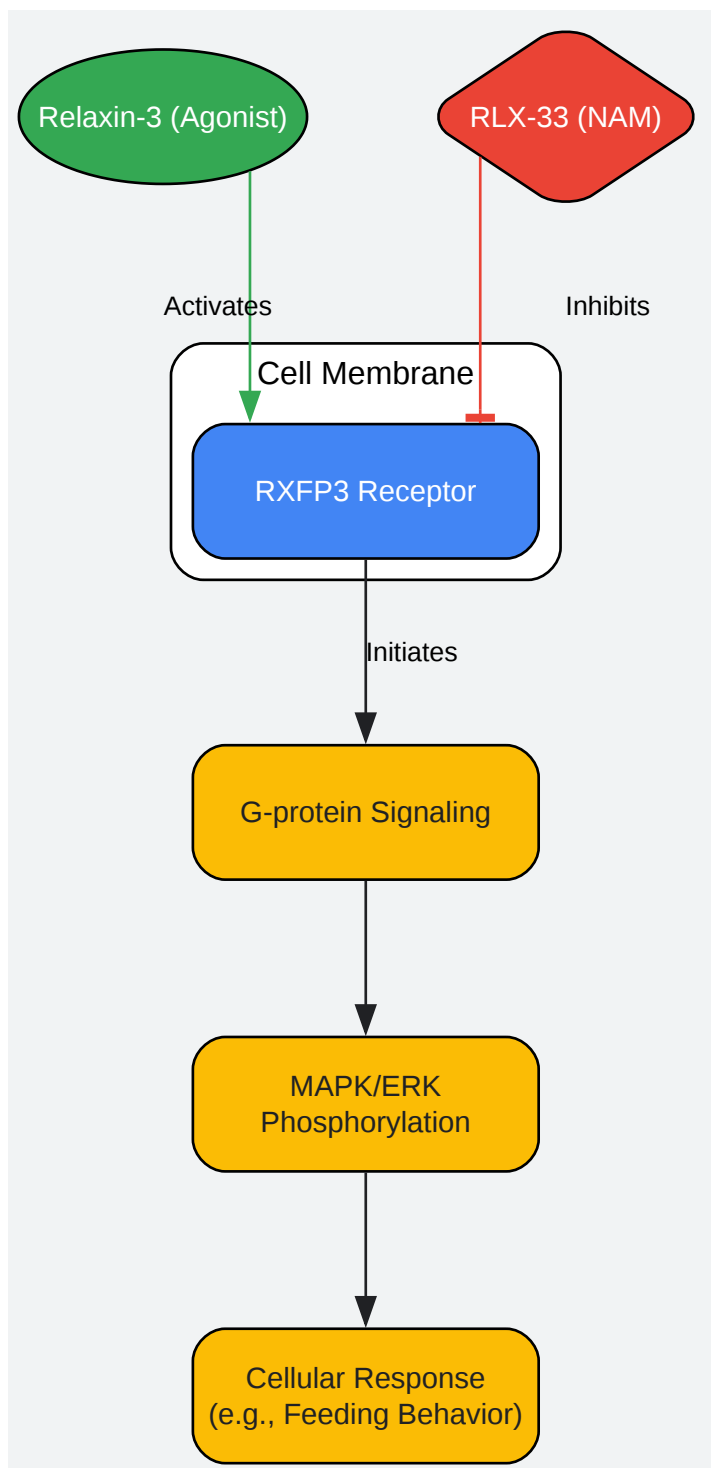 Relaxin-3 (Agonist)
RLX-33 (NAM)
Activates
Inhibits
Cell Membrane
RXFP3 Receptor
Initiates
G-protein Signaling
MAPK/ERK
Phosphorylation
Cellular Response
(e.g., Feeding Behavior)